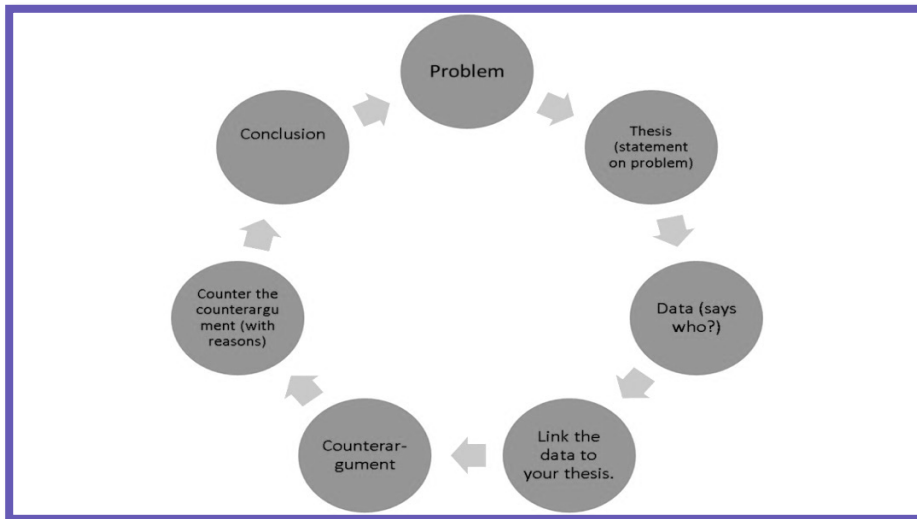 Problem
Thesis
(statement
on problem)
Data (says
who?)
Link the
data to
your thesis.
Counterar-
gument
Counter the
counterargu
ment (with
reasons)
Conclusion